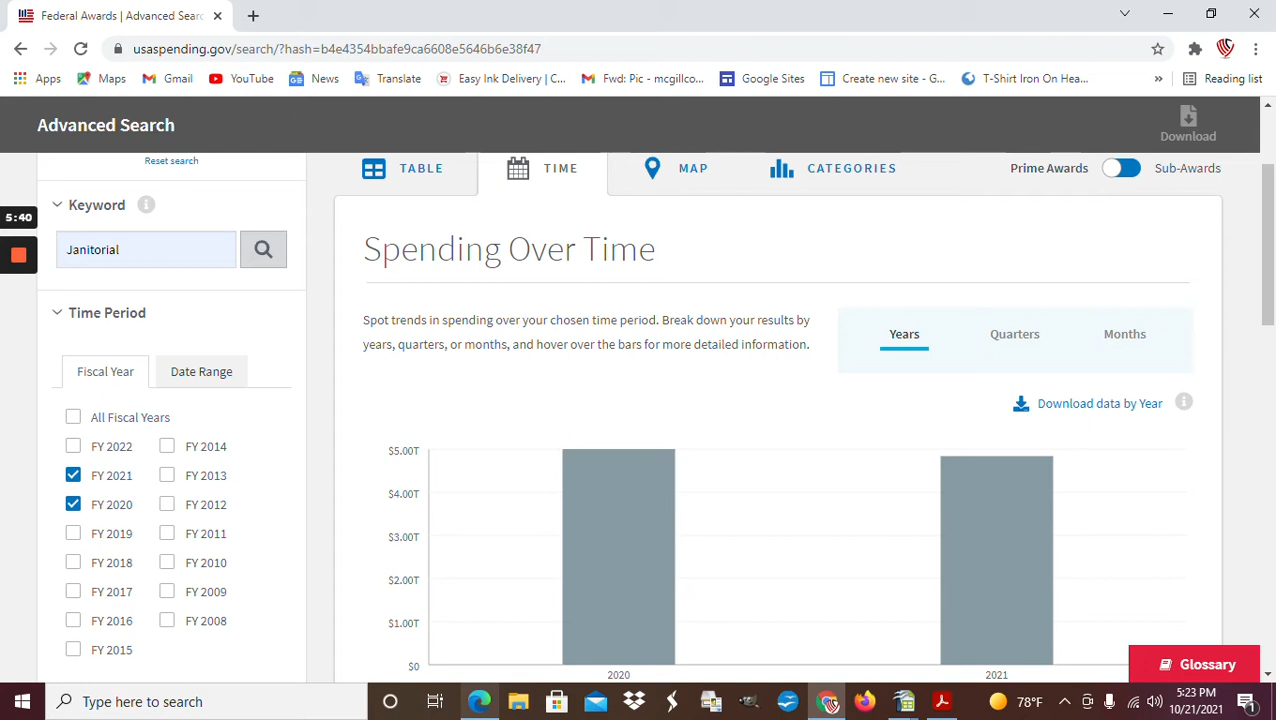 Federal Awards | Advanced Sear
usaspending.gov/search/?hash=b4e4354bbafe9ca6608e5646b6e38f47
Apps Maps Gmail YouTube News Translate Easy Ink Delivery | C... Fwd: Pic - mcgillco... Google Sites Create new site - G... T-Shirt Iron On Hea... » Reading list
Advanced Search
Download
Reset search
TABLE TIME MAP CATEGORIES Prime Awards Sub-Awards
Keyword
5:40
Janitorial
Spending Over Time
Time Period
Spot trends in spending over your chosen time period. Break down your results by
years, quarters, or months, and hover over the bars for more detailed information.
Years Quarters Months
Fiscal Year Date Range
Download data by Year
All Fiscal Years
FY 2022 FY 2014
FY 2021 FY 2013
FY 2020 FY 2012
FY 2019 FY 2011
FY 2018 FY 2010
FY 2017 FY 2009
FY 2016 FY 2008
FY 2015
$5.00T
$4.00T
$3.00T
$2.00T
$1.00T
$0
2020 2021
Glossary
Type here to search
78°F
5:23 PM
10/21/2021
1